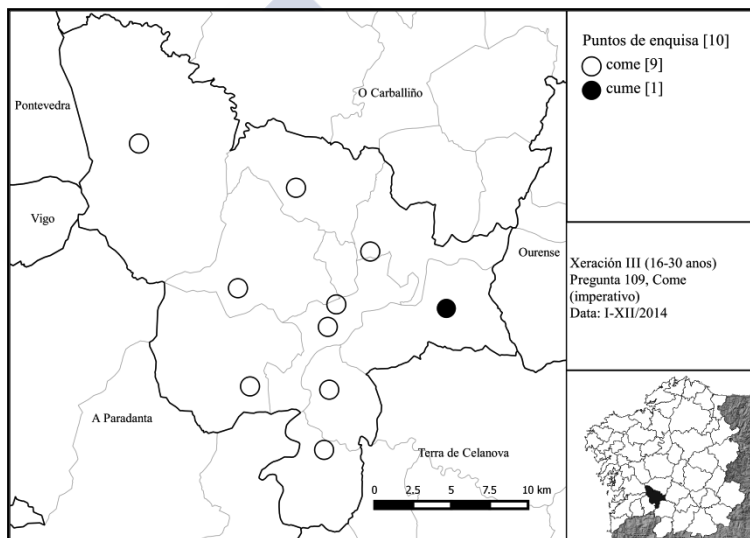 Puntos de enquisa [10]
come [9]
cume [1]
O Carballiño
Pontevedra
Vigo
Ourense
Xeración III (16-30 anos)
Pregunta 109, Come
(imperativo)
Data: I-XII/2014
A Paradanta
Terra de Celanova
0 2,5 5 7,5 10 km